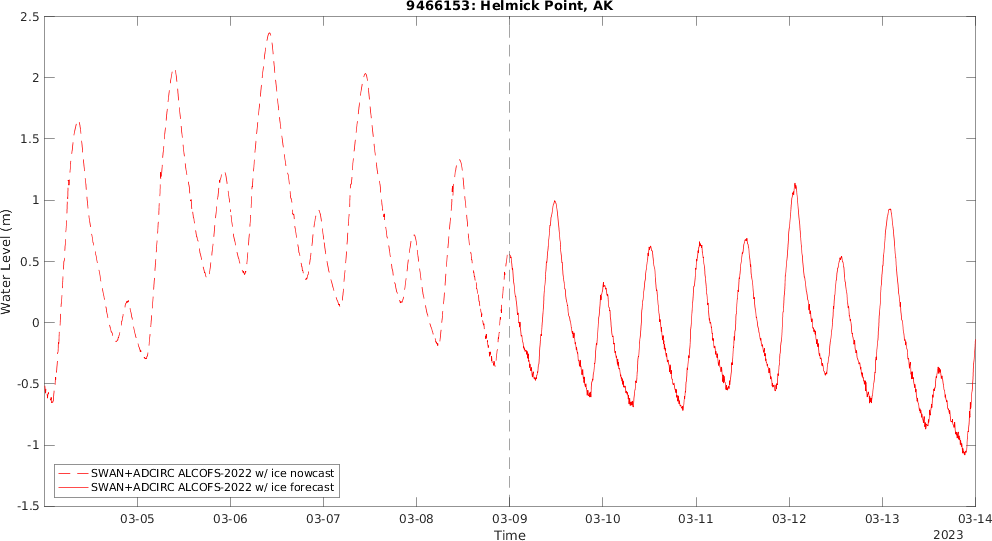 9466153: Helmick Point, AK
2.5
2
1.5
1
0.5
0
-0.5
-1
-1.5
Water Level (m)
SWAN+ADCIRC ALCOFS-2022 w/ ice nowcast
SWAN+ADCIRC ALCOFS-2022 w/ ice forecast
03-05 03-06 03-07 03-08 03-09 03-10 03-11 03-12 03-13 03-14
Time
2023